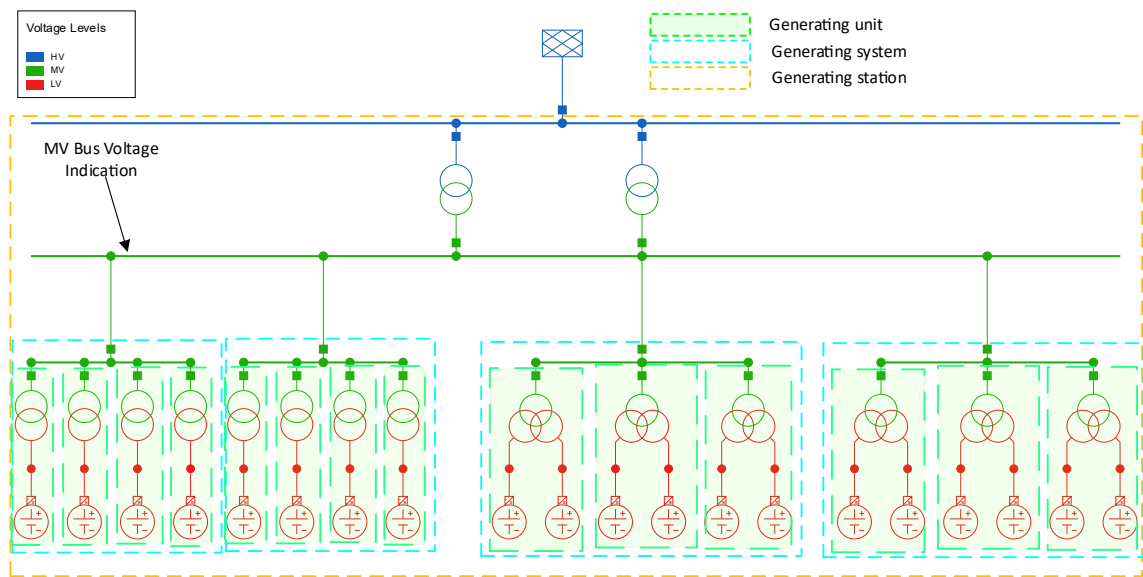 Voltage Levels
HV
MV
LV
Generating unit
Generating system
Generating station
MV Bus Voltage
Indication